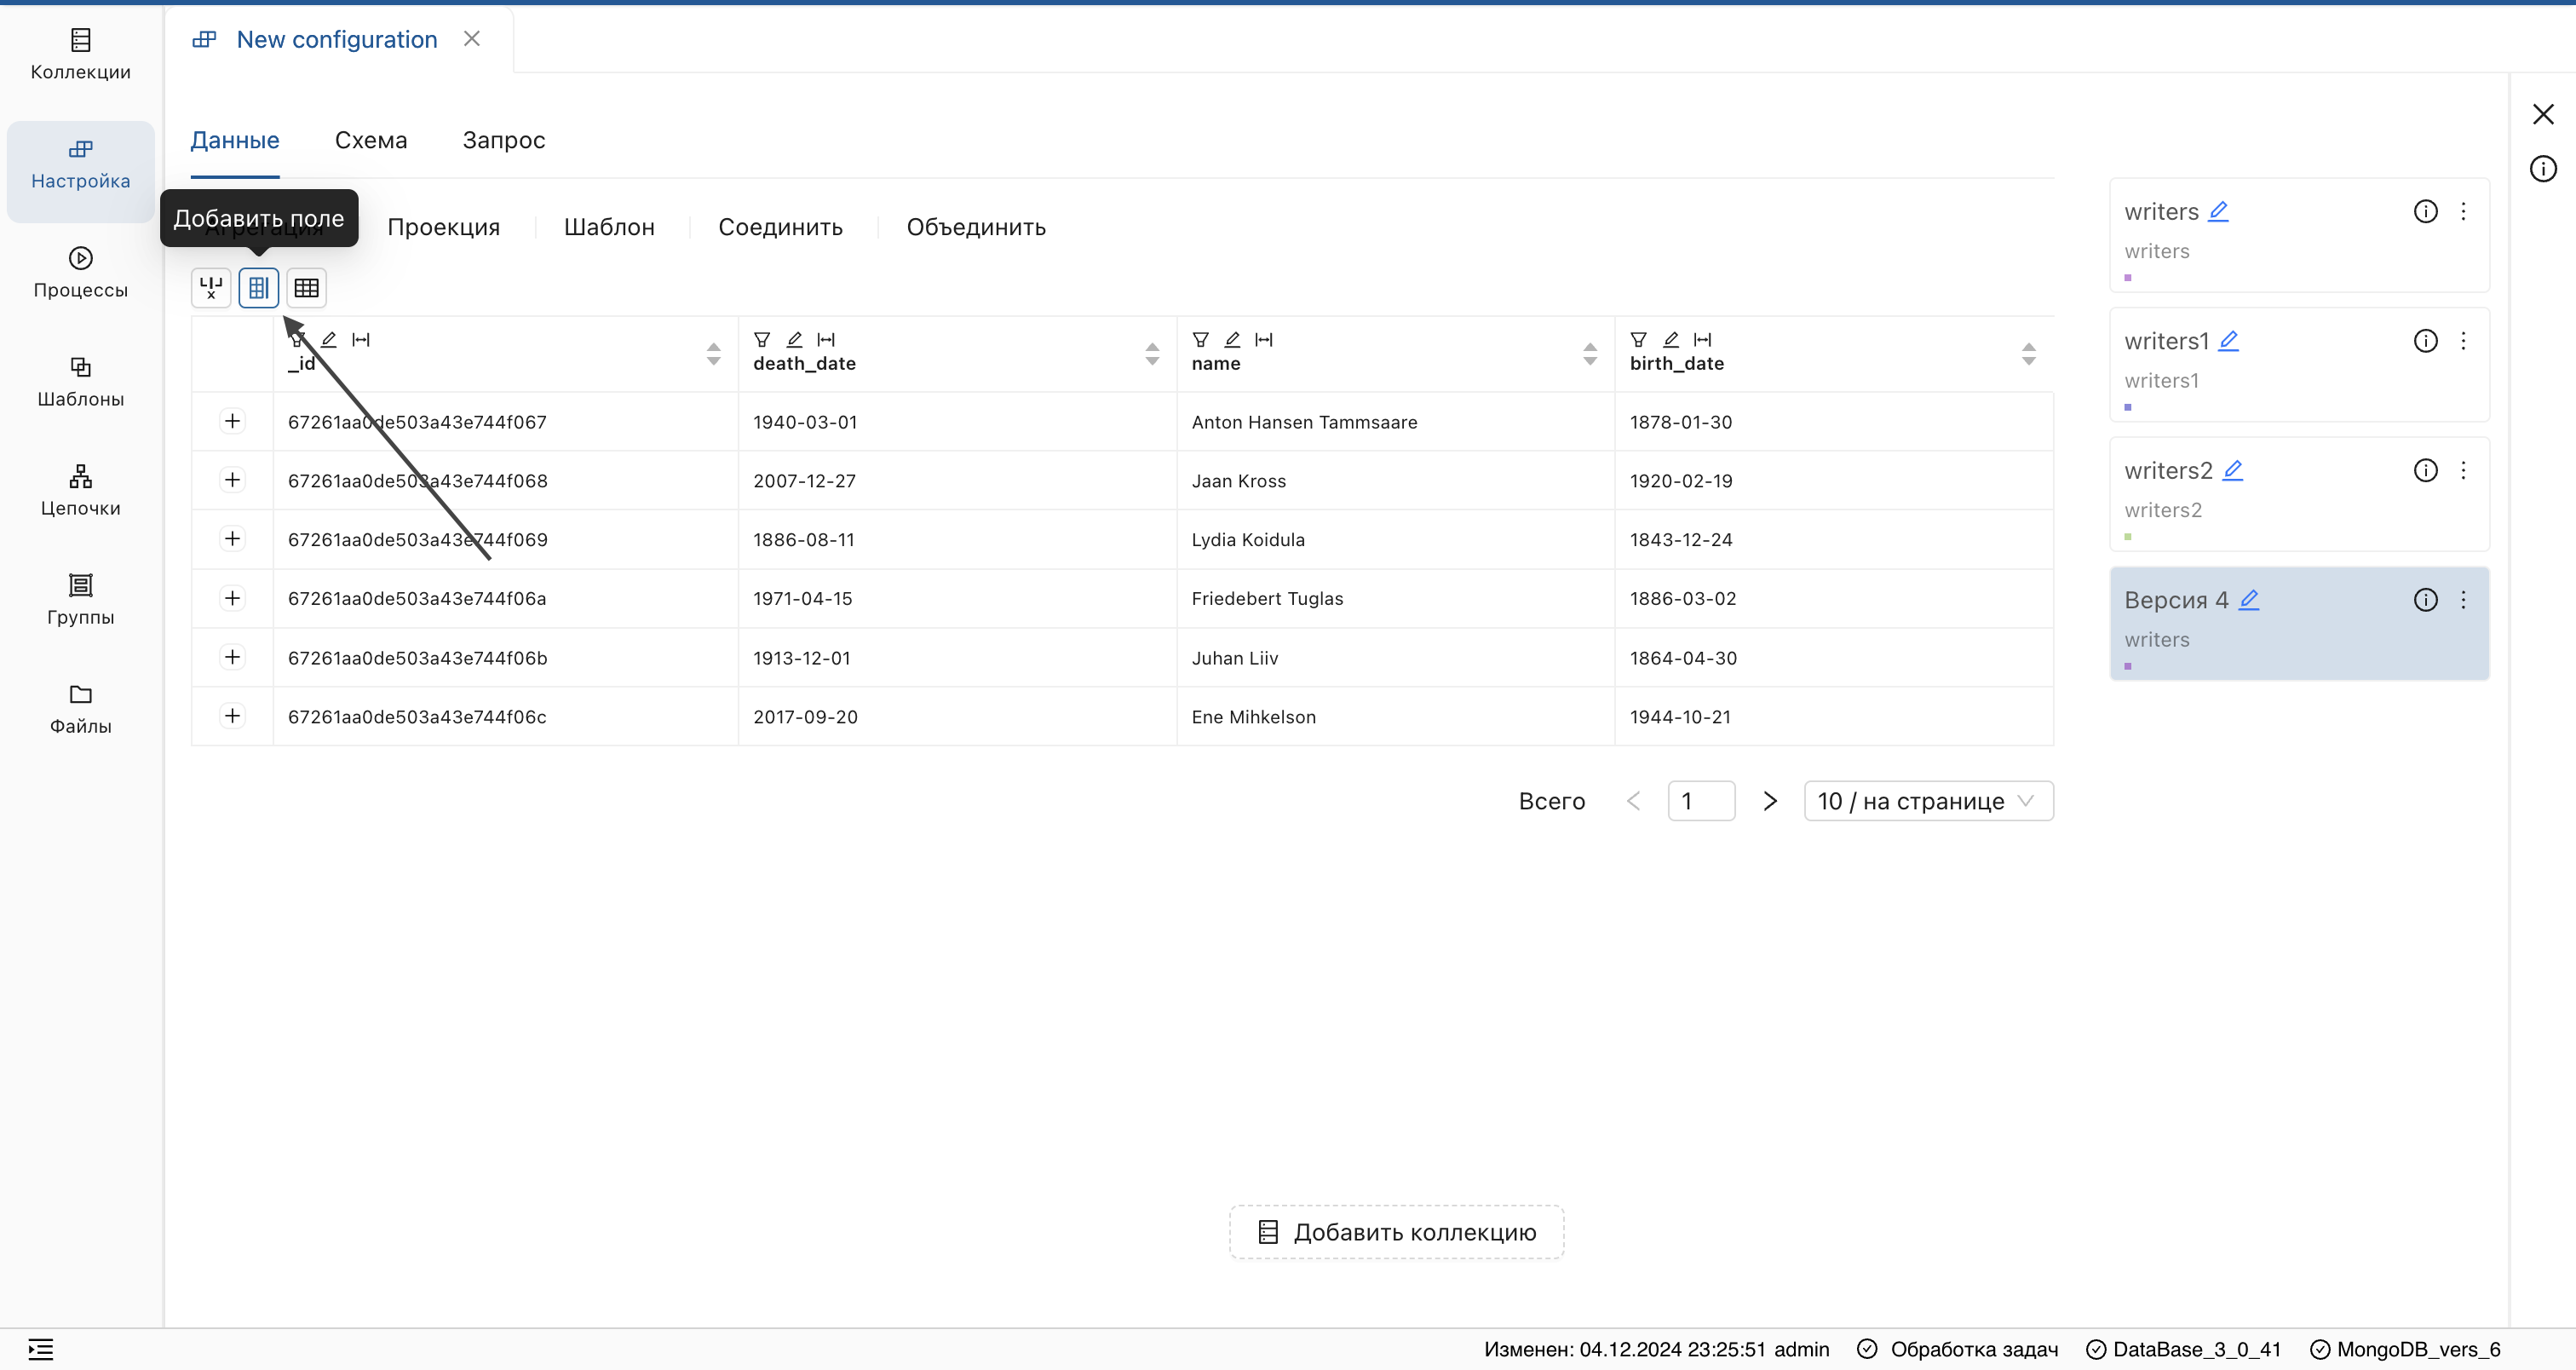 New configuration
Коллекции
Настройка
Процессы
Шаблоны
Цепочки
Группы
Файлы
Данные Схема Запрос
Добавить поле
Агрегация Проекция Шаблон Соединить Объединить
_id death_date name birth_date
67261aa0de503a43e744f067 1940-03-01 Anton Hansen Tammsaare 1878-01-30
67261aa0de503a43e744f068 2007-12-27 Jaan Kross 1920-02-19
67261aa0de503a43e744f069 1886-08-11 Lydia Koidula 1843-12-24
67261aa0de503a43e744f06a 1971-04-15 Friedebert Tuglas 1886-03-02
67261aa0de503a43e744f06b 1913-12-01 Juhan Liiv 1864-04-30
67261aa0de503a43e744f06c 2017-09-20 Ene Mihkelson 1944-10-21
Всего 1 10 / на странице
writers
writers
writers1
writers1
writers2
writers2
Версия 4
writers
Добавить коллекцию
Изменен: 04.12.2024 23:25:51 admin Обработка задач DataBase_3_0_41 MongoDB_vers_6